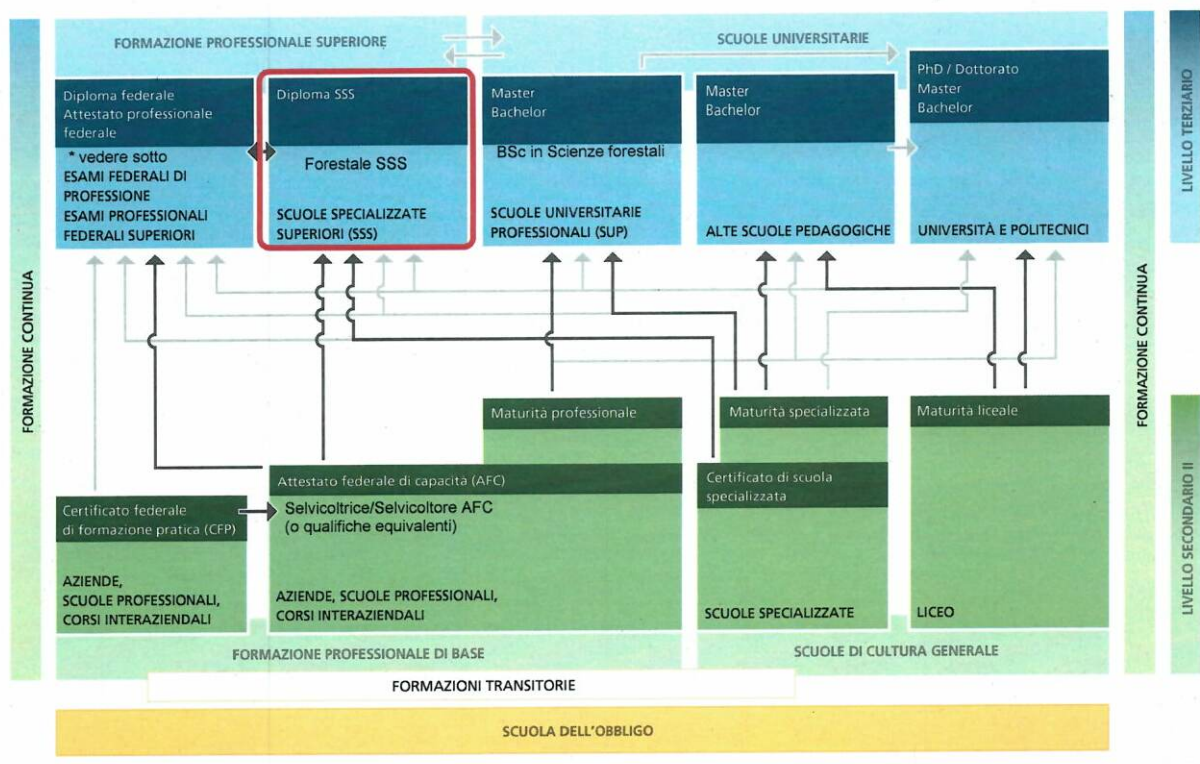 FORMAZIONE PROFESSIONALE SUPERIORE
SCUOLE UNIVERSITARIE
Diploma federale
Attestato professionale
federale
* vedere sotto
ESAMI FEDERALI DI
PROFESSIONE
ESAMI PROFESSIONALI
FEDERALI SUPERIORI
Diploma SSS
Forestale SSS
SCUOLE SPECIALIZZATE
SUPERIORI (SSS)
Master
Bachelor
BSc in Scienze forestali
SCUOLE UNIVERSITARIE
PROFESSIONALI (SUP)
Master
Bachelor
ALTE SCUOLE PEDAGOGICHE
PhD / Dottorato
Master
Bachelor
UNIVERSITÀ E POLITECNICI
LIVELLO TERZIARIO
FORMAZIONE CONTINUA
FORMAZIONE CONTINUA
Maturità professionale
Maturità specializzata
Maturità liceale
Attestato federale di capacità (AFC)
Selvicoltrice/Selvicoltore AFC
(o qualifiche equivalenti)
AZIENDE, SCUOLE PROFESSIONALI,
CORSI INTERAZIENDALI
Certificato federale
di formazione pratica (CFP)
AZIENDE,
SCUOLE PROFESSIONALI,
CORSI INTERAZIENDALI
Certificato di scuola
specializzata
SCUOLE SPECIALIZZATE
LICEO
LIVELLO SECONDARIO II
FORMAZIONE PROFESSIONALE DI BASE
SCUOLE DI CULTURA GENERALE
FORMAZIONI TRANSITORIE
SCUOLA DELL'OBBLIGO